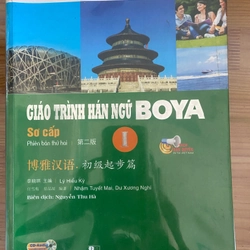 GIÁO TRÌNH HÁN NGỮ BOYA
Sơ cấp
Phiên bản thứ hai 第二版
I
博雅汉语.初级起步篇
Lý Hiểu Kỳ
Nhậm Tuyết Mai, Du Xương Nghi
Biên dịch: Nguyễn Thu Hà